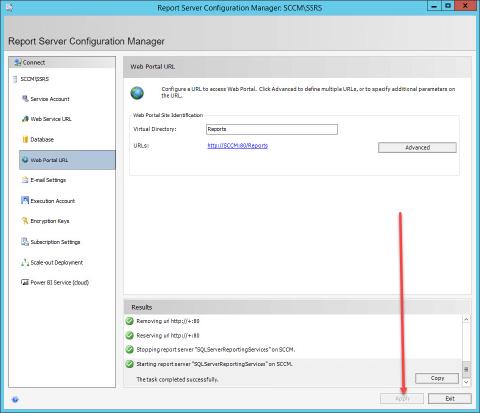 Report Server Configuration Manager: SCCM\SSRS
Report Server Configuration Manager
Connect
SCCM\SSRS
Service Account
Web Service URL
Database
Web Portal URL
E-mail Settings
Execution Account
Encryption Keys
Subscription Settings
Scale-out Deployment
Power BI Service (cloud)
Web Portal URL
Configure a URL to access Web Portal. Click Advanced to define multiple URLs, or to specify additional parameters on
the URL.
Web Portal Site Identification
Virtual Directory: Reports
URLs: http://SCCM:80/Reports
Advanced
Results
Removing url http://+:80
Reserving url http://+:80
Stopping report server "SQLServerReportingServices" on SCCM.
Starting report server "SQLServerReportingServices" on SCCM.
The task completed successfully.
Copy
Apply
Exit